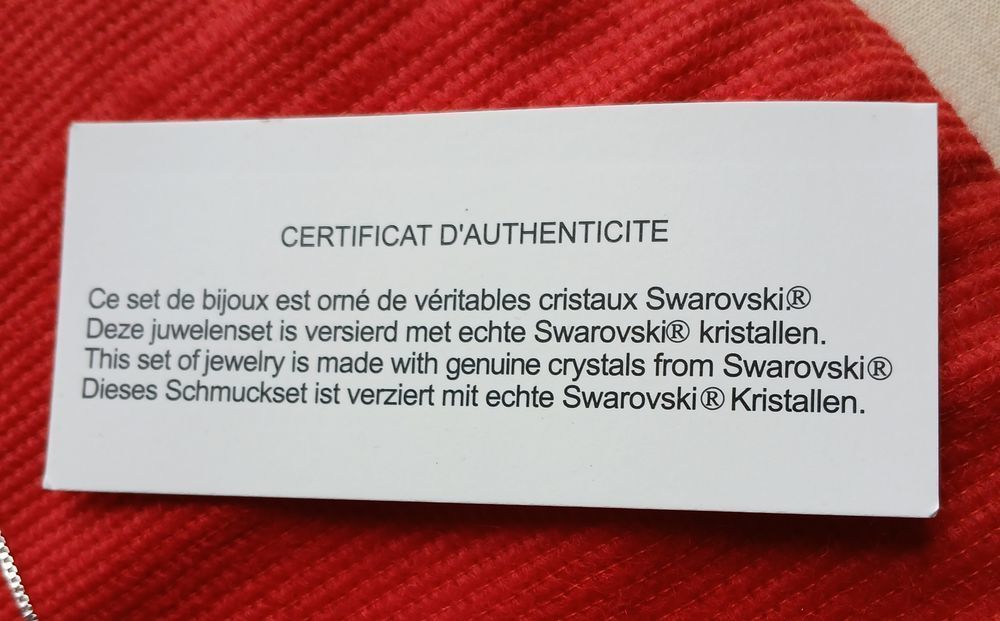 CERTIFICAT D'AUTHENTICITE
Ce set de bijoux est orné de véritables cristaux Swarovski®
Deze juwelenset is versierd met echte Swarovski® kristallen.
This set of jewelry is made with genuine crystals from Swarovski®
Dieses Schmuckset ist verziert mit echte Swarovski® Kristallen.